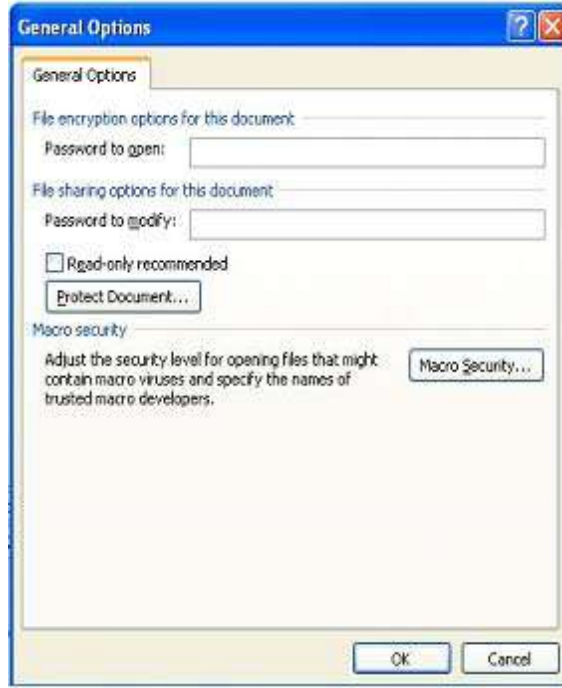 General Options
?
X
General Options
File encryption options for this document
Password to open:
File sharing options for this document
Password to modify:
Read-only recommended
Protect Document...
Macro security
Adjust the security level for opening files that might
contain macro viruses and specify the names of
trusted macro developers.
Macro Security...
OK
Cancel